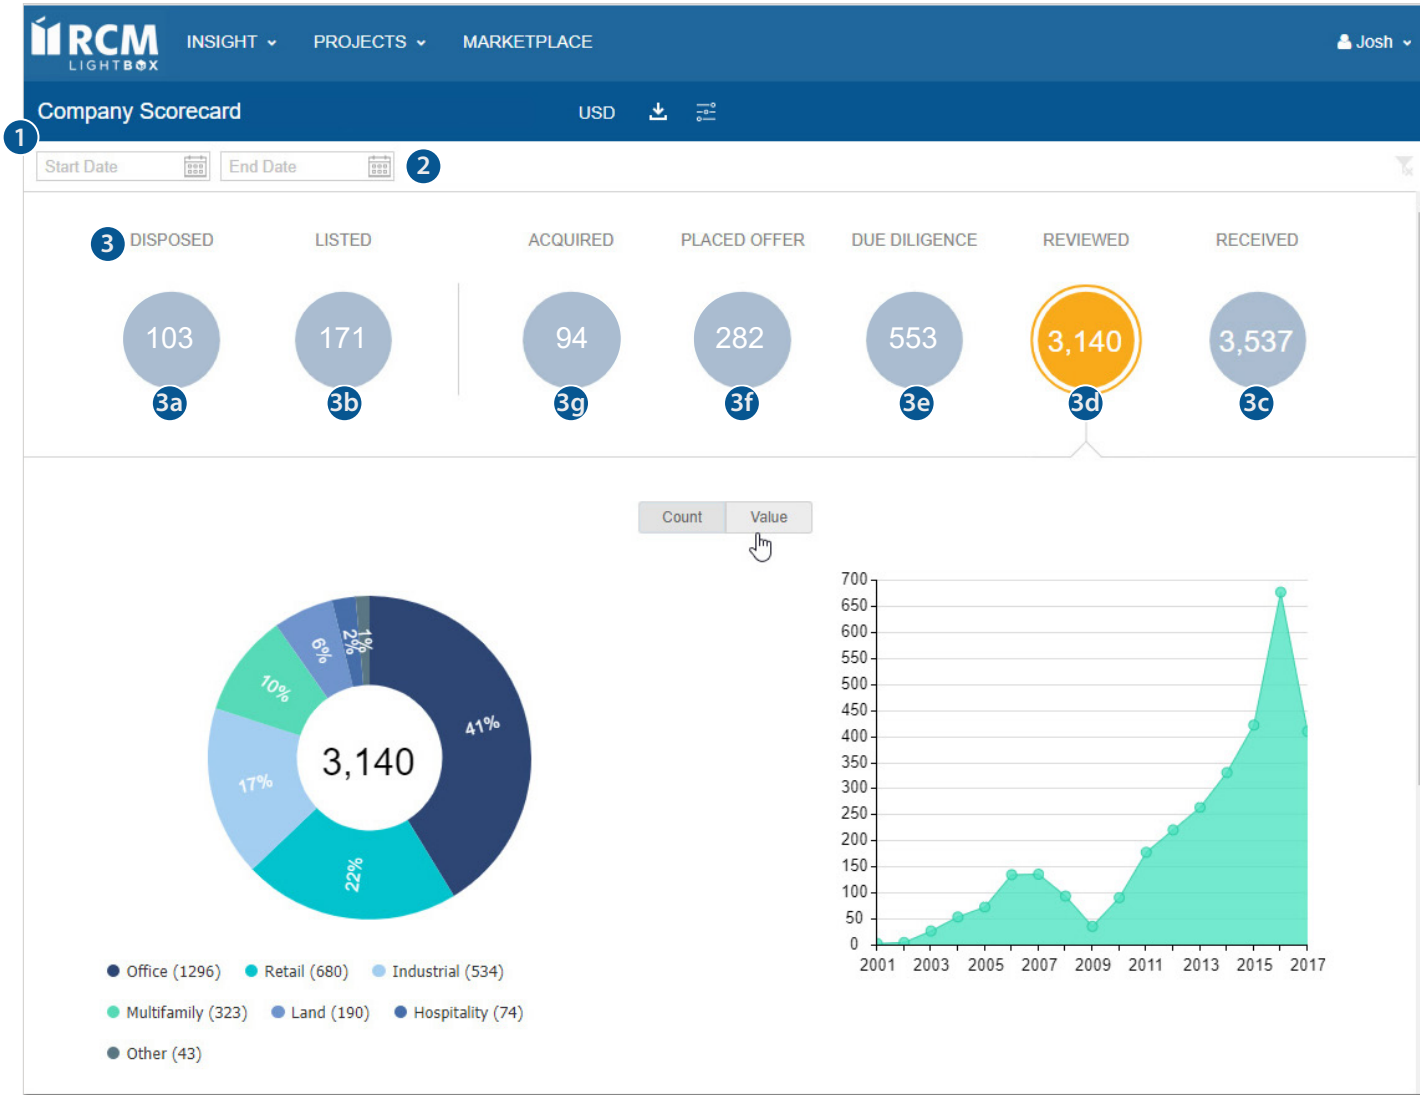 RCM INSIGHT PROJECTS MARKETPLACE Josh
LIGHTBOX
Company Scorecard USD
1
Start Date End Date 2
3 DISPOSED LISTED ACQUIRED PLACED OFFER DUE DILIGENCE REVIEWED RECEIVED
103 171 94 282 553 3,140 3,537
3a 3b 3g 3f 3e 3d 3c
Count Value
41%
22%
17%
10%
6%
2%
1%
3,140
Office (1296) Retail (680) Industrial (534)
Multifamily (323) Land (190) Hospitality (74)
Other (43)
700
650
600
550
500
450
400
350
300
250
200
150
100
50
0
2001 2003 2005 2007 2009 2011 2013 2015 2017